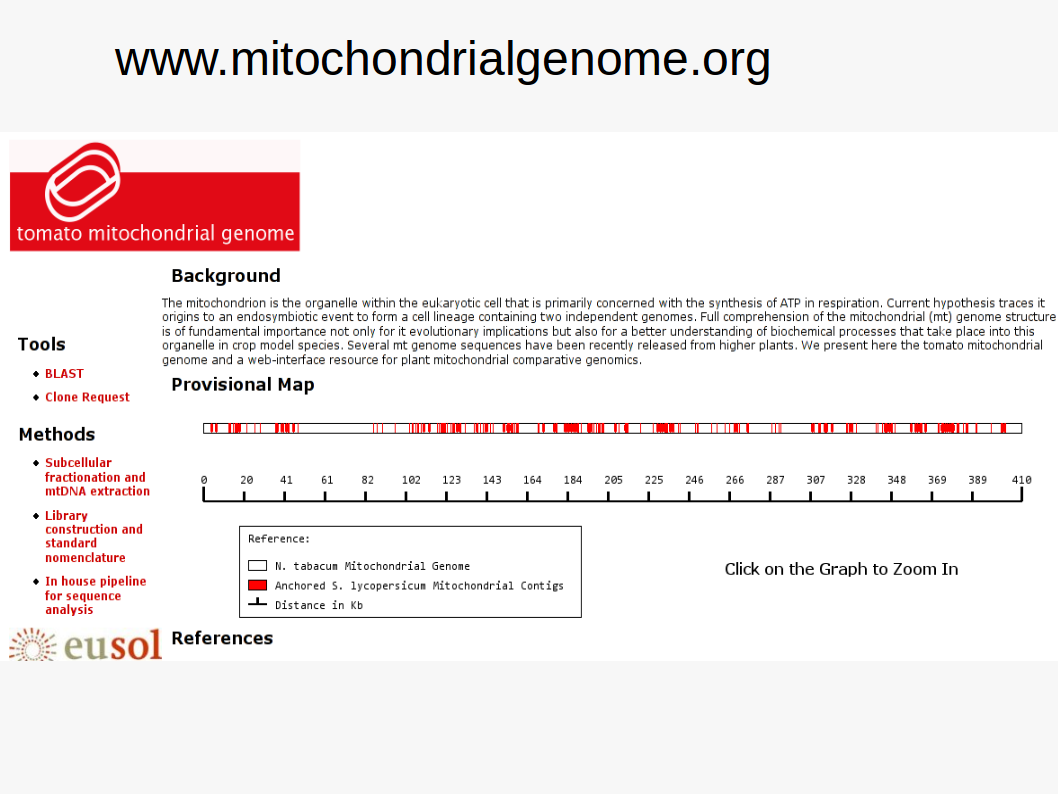 www.mitochondrialgenome.org
tomato mitochondrial genome
Background
The mitochondrion is the organelle within the eukaryotic cell that is primarily concerned with the synthesis of ATP in respiration. Current hypothesis traces it
origins to an endosymbiotic event to form a cell lineage containing two independent genomes. Full comprehension of the mitochondrial (mt) genome structure
is of fundamental importance not only for it evolutionary implications but also for a better understanding of biochemical processes that take place into this
organelle in crop model species. Several mt genome sequences have been recently released from higher plants. We present here the tomato mitochondrial
genome and a web-interface resource for plant mitochondrial comparative genomics.
Tools
BLAST
Clone Request
Methods
Subcellular
fractionation and
mtDNA extraction
Library
construction and
standard
nomenclature
In house pipeline
for sequence
analysis
eusol
Provisional Map
0 20 41 61 82 102 123 143 164 184 205 225 246 266 287 307 328 348 369 389 410
Reference:
N. tabacum Mitochondrial Genome
Anchored S. lycopersicum Mitochondrial Contigs
Distance in Kb
Click on the Graph to Zoom In
References